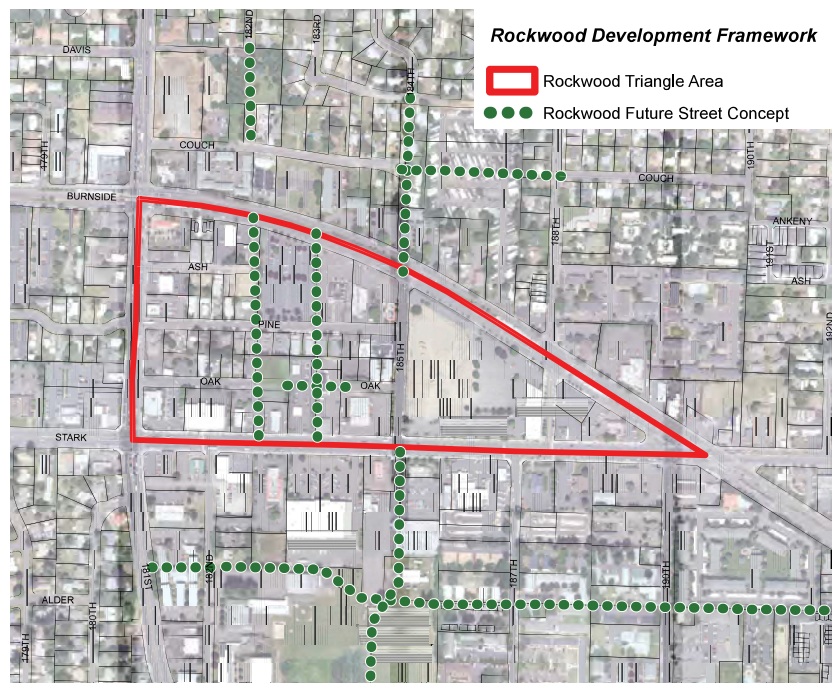 182ND
183RD
Rockwood Development Framework
DAVIS
184TH
Rockwood Triangle Area
Rockwood Future Street Concept
COUCH
179TH
190TH
COUCH
BURNSIDE
188TH
ANKENY
191ST
ASH
ASH
192ND
PINE
185TH
OAK
OAK
STARK
181ST
182ND
187TH
190TH
ALDER
180TH
179TH